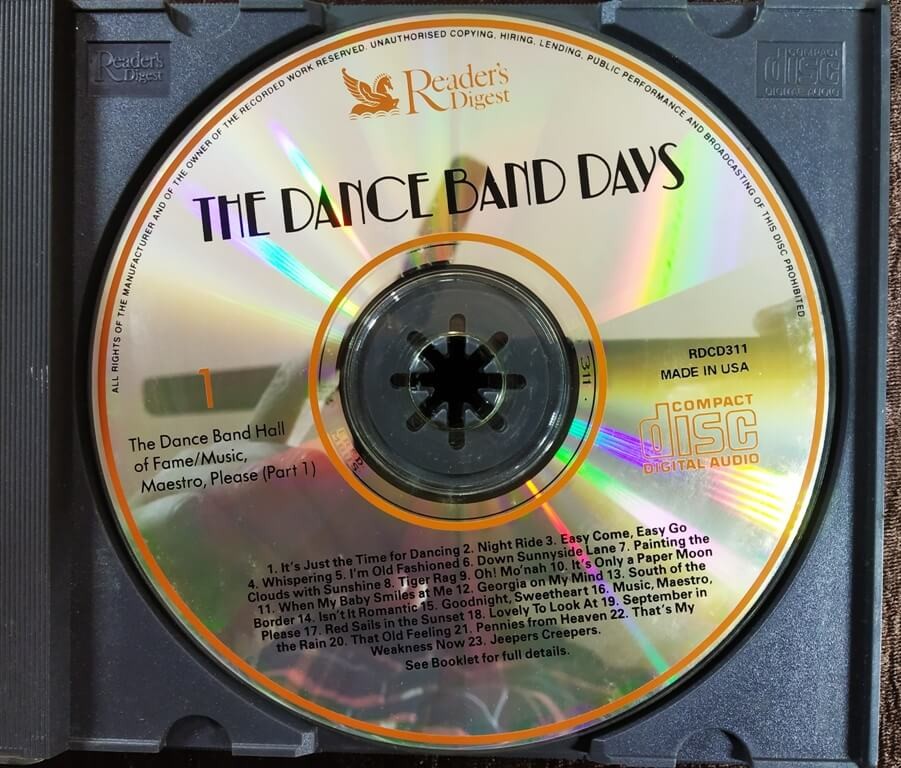 Reader's
Digest
COMPACT
disc
DIGITAL AUDIO
ALL RIGHTS OF THE MANUFACTURER AND OF THE OWNER OF THE RECORDED WORK RESERVED. UNAUTHORISED COPYING, HIRING, LENDING, PUBLIC PERFORMANCE AND BROADCASTING OF THIS DISC PROHIBITED
Reader's
Digest
THE DANCE BAND DAYS
RDCD311
MADE IN USA
1
The Dance Band Hall
of Fame/Music,
Maestro, Please (Part 1)
COMPACT
disc
DIGITAL AUDIO
311
1. It's Just the Time for Dancing 2. Night Ride 3. Easy Come, Easy Go
4. Whispering 5. I'm Old Fashioned 6. Down Sunnyside Lane 7. Painting the
Clouds with Sunshine 8. Tiger Rag 9. Oh! Mo'nah 10. It's Only a Paper Moon
11. When My Baby Smiles at Me 12. Georgia on My Mind 13. South of the
Border 14. Isn't It Romantic 15. Goodnight, Sweetheart 16. Music, Maestro,
Please 17. Red Sails in the Sunset 18. Lovely To Look At 19. September in
the Rain 20. That Old Feeling 21. Pennies from Heaven 22. That's My
Weakness Now 23. Jeepers Creepers.
See Booklet for full details.